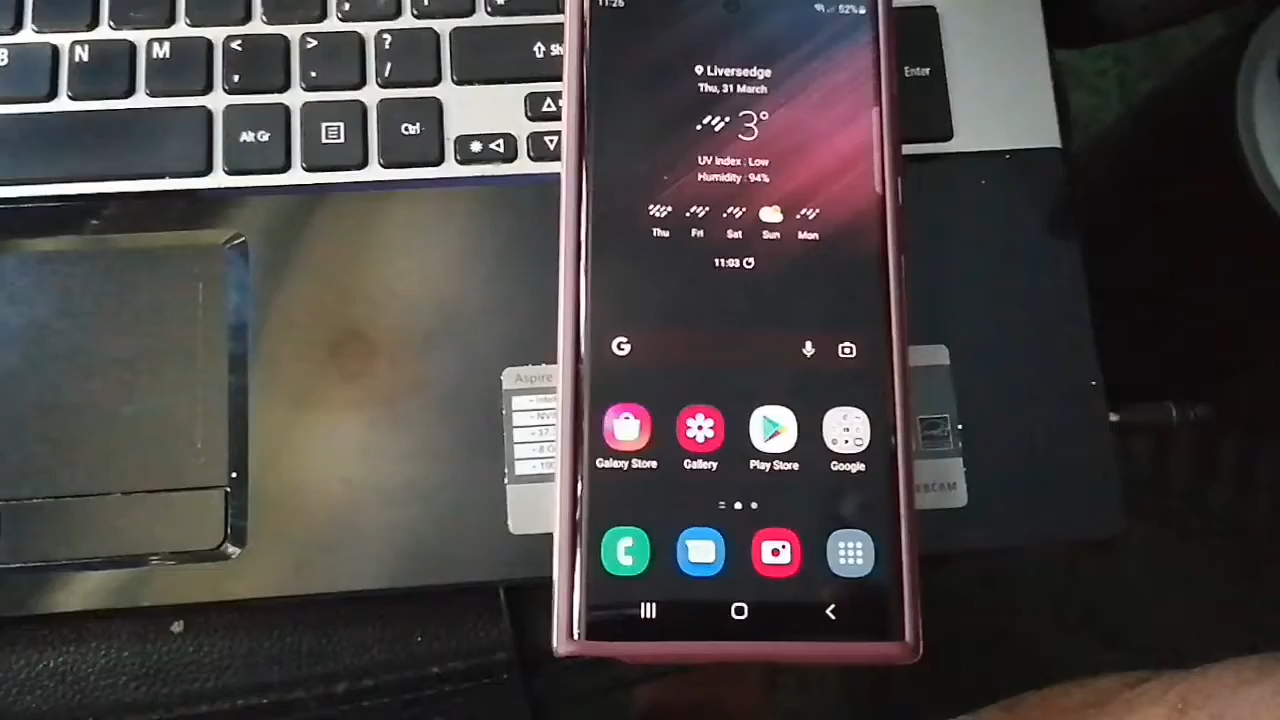 B N M < , > . ? /
Alt Gr
Ctrl
Enter
11:26
62%
Liversedge
Thu, 31 March
3°
UV Index : Low
Humidity : 94%
Thu Fri Sat Sun Mon
11:03
G
Galaxy Store Gallery Play Store Google
Aspire